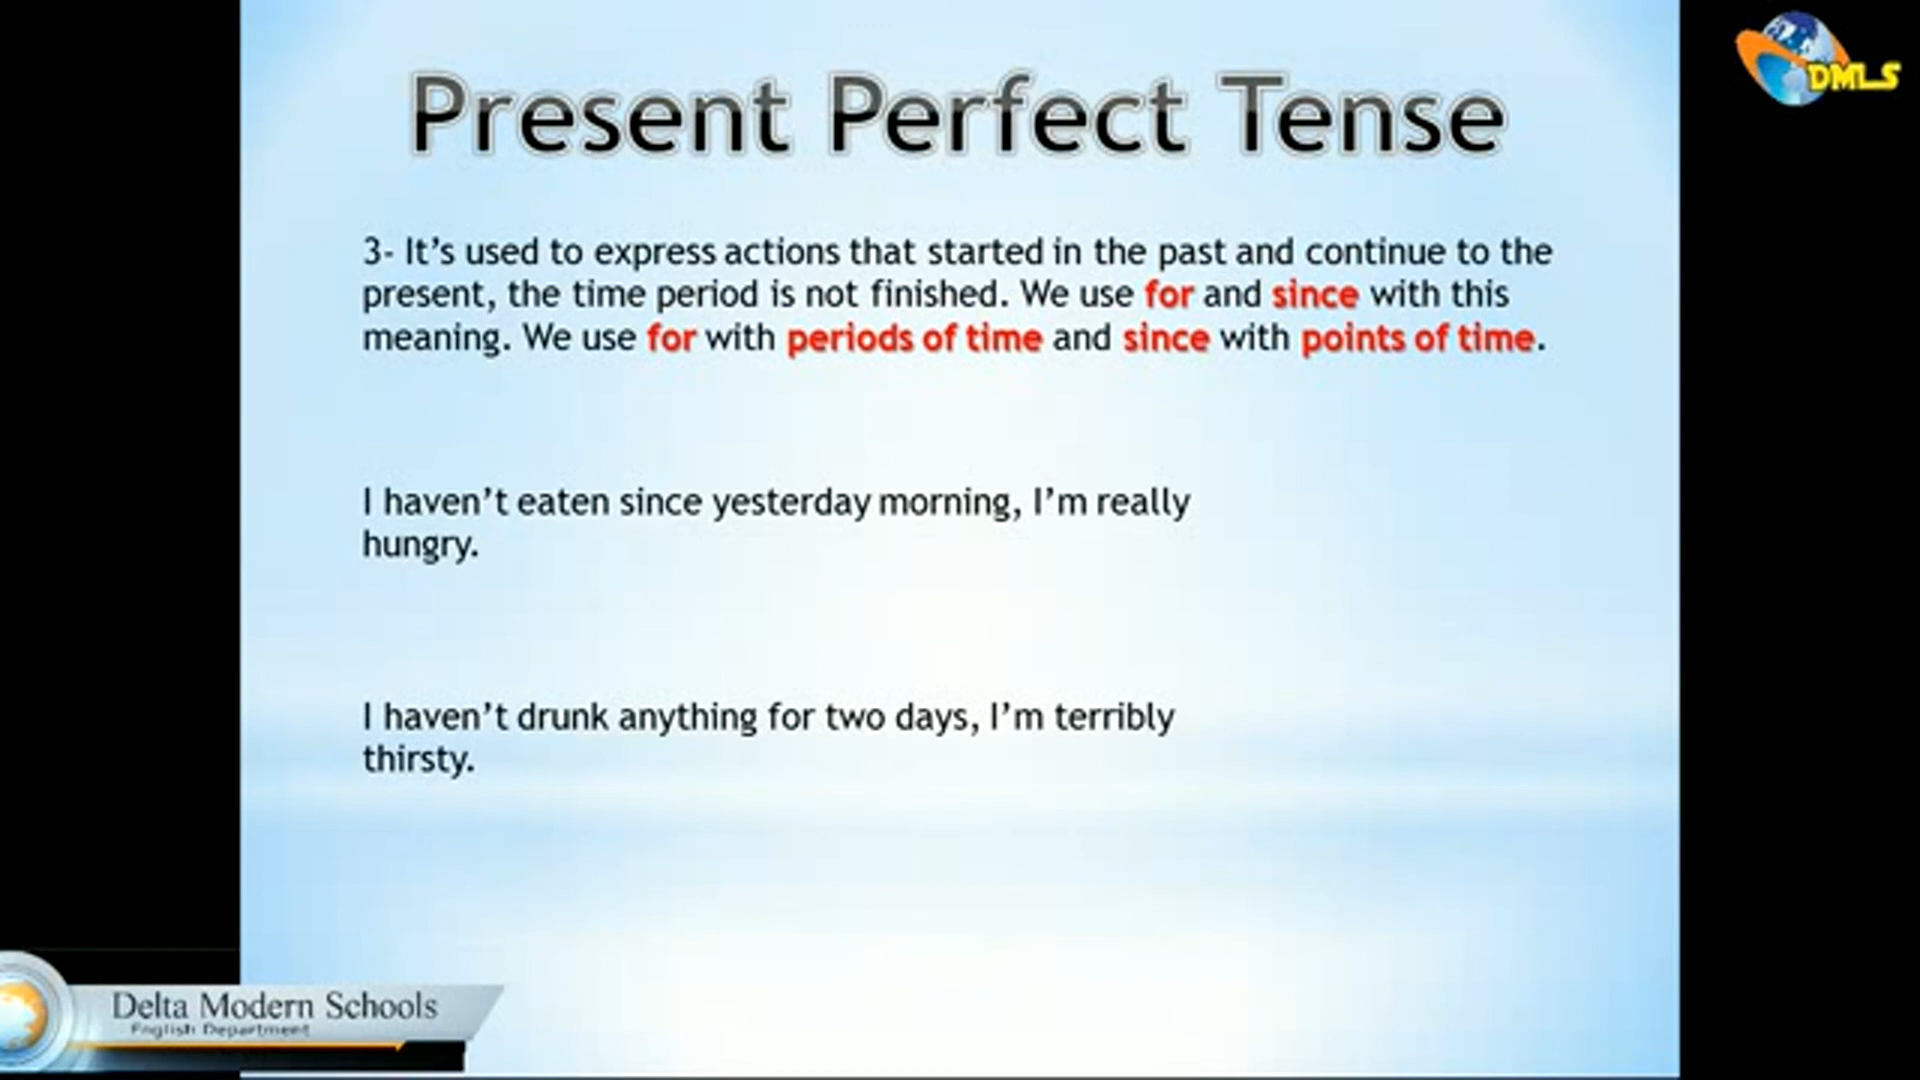 DMLS
Present Perfect Tense
3- It’s used to express actions that started in the past and continue to the
present, the time period is not finished. We use for and since with this
meaning. We use for with periods of time and since with points of time.
I haven’t eaten since yesterday morning, I’m really
hungry.
I haven’t drunk anything for two days, I’m terribly
thirsty.
Delta Modern Schools
English Department